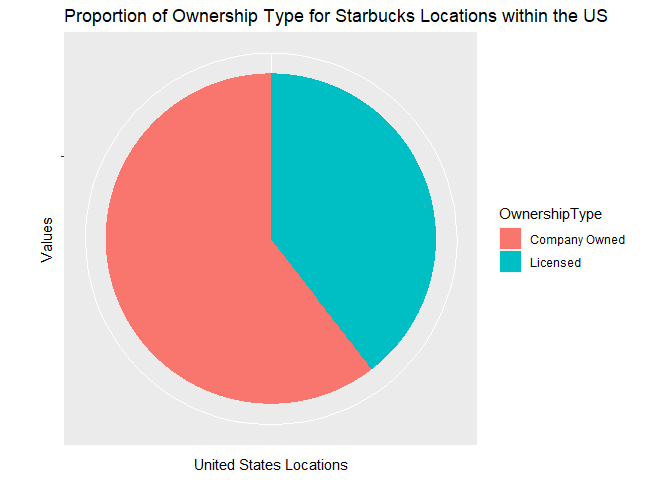 Proportion of Ownership Type for Starbucks Locations within the US
Values
OwnershipType
Company Owned
Licensed
United States Locations